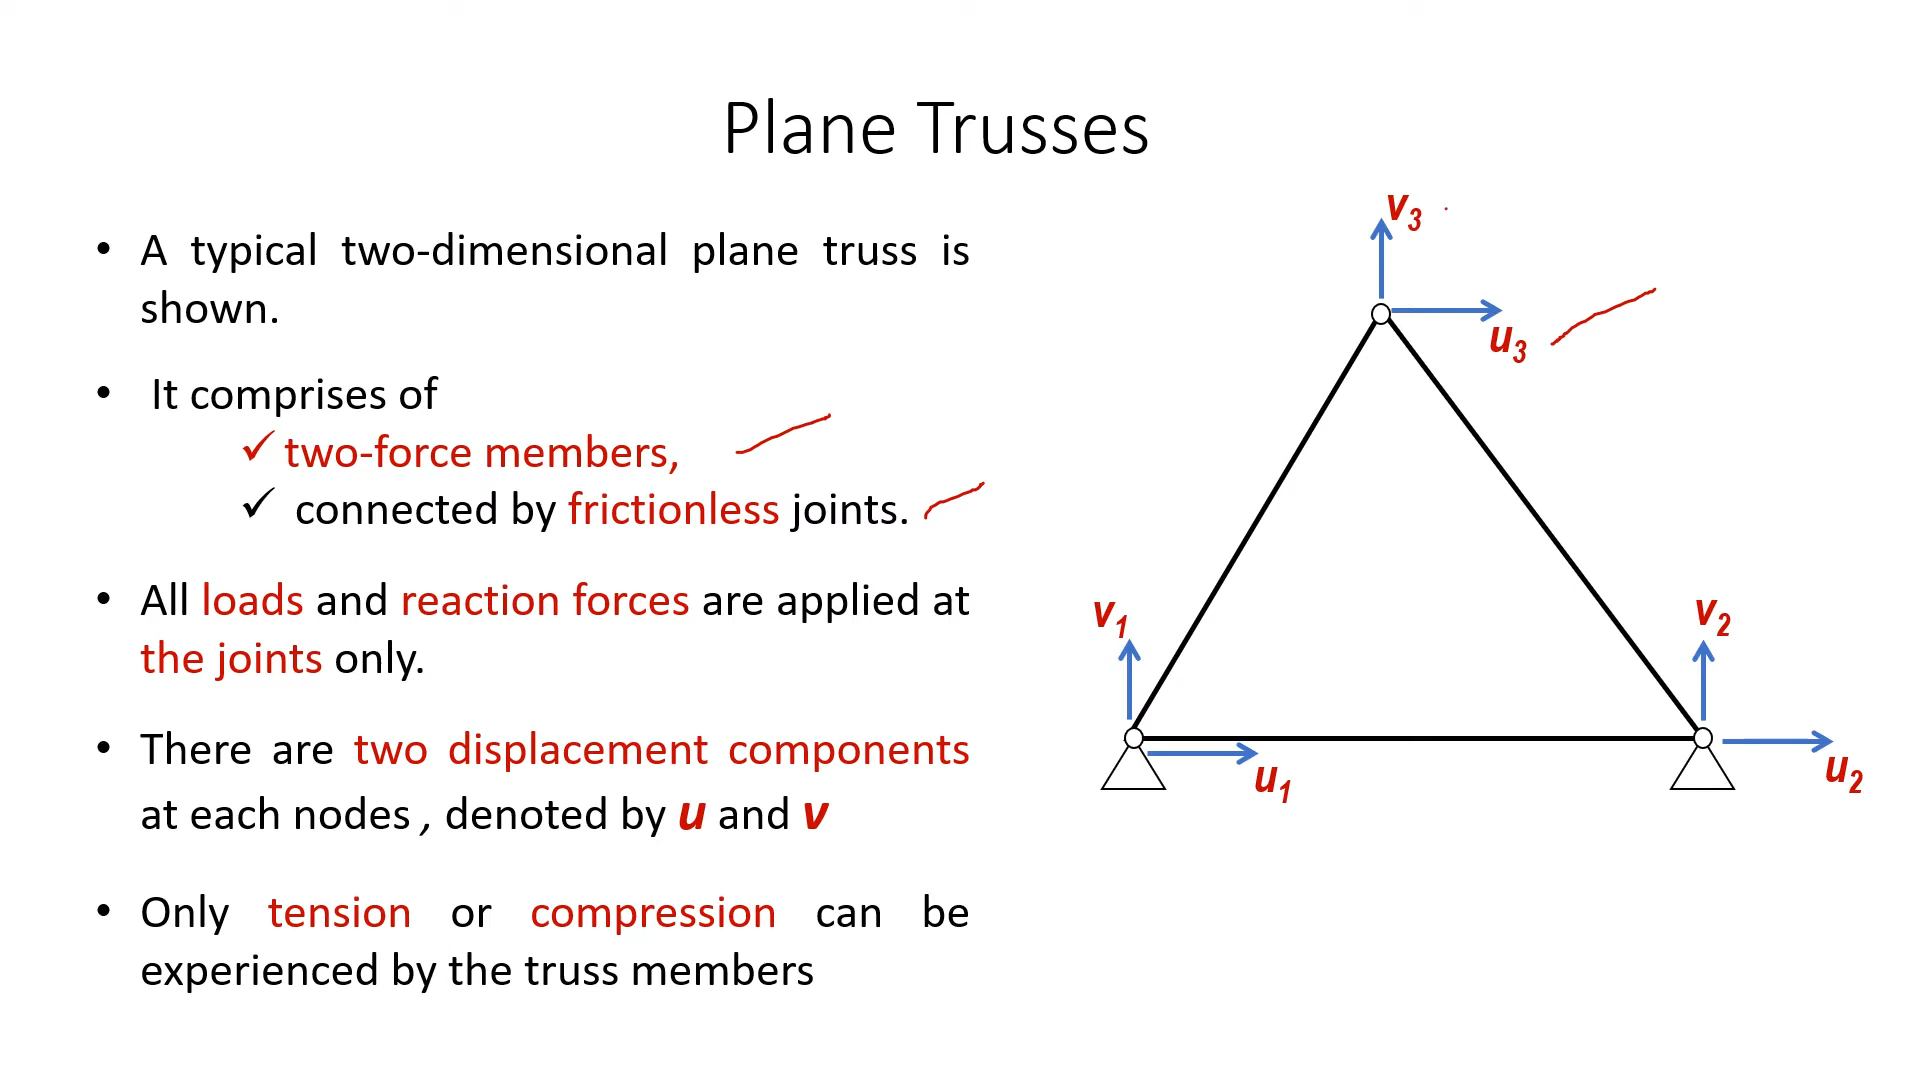 Plane Trusses
• A typical two-dimensional plane truss is
shown.
• It comprises of
✓ two-force members,
✓ connected by frictionless joints.
• All loads and reaction forces are applied at
the joints only.
• There are two displacement components
at each nodes , denoted by u and v
• Only tension or compression can be
experienced by the truss members
v3
u3
v1
v2
u1
u2